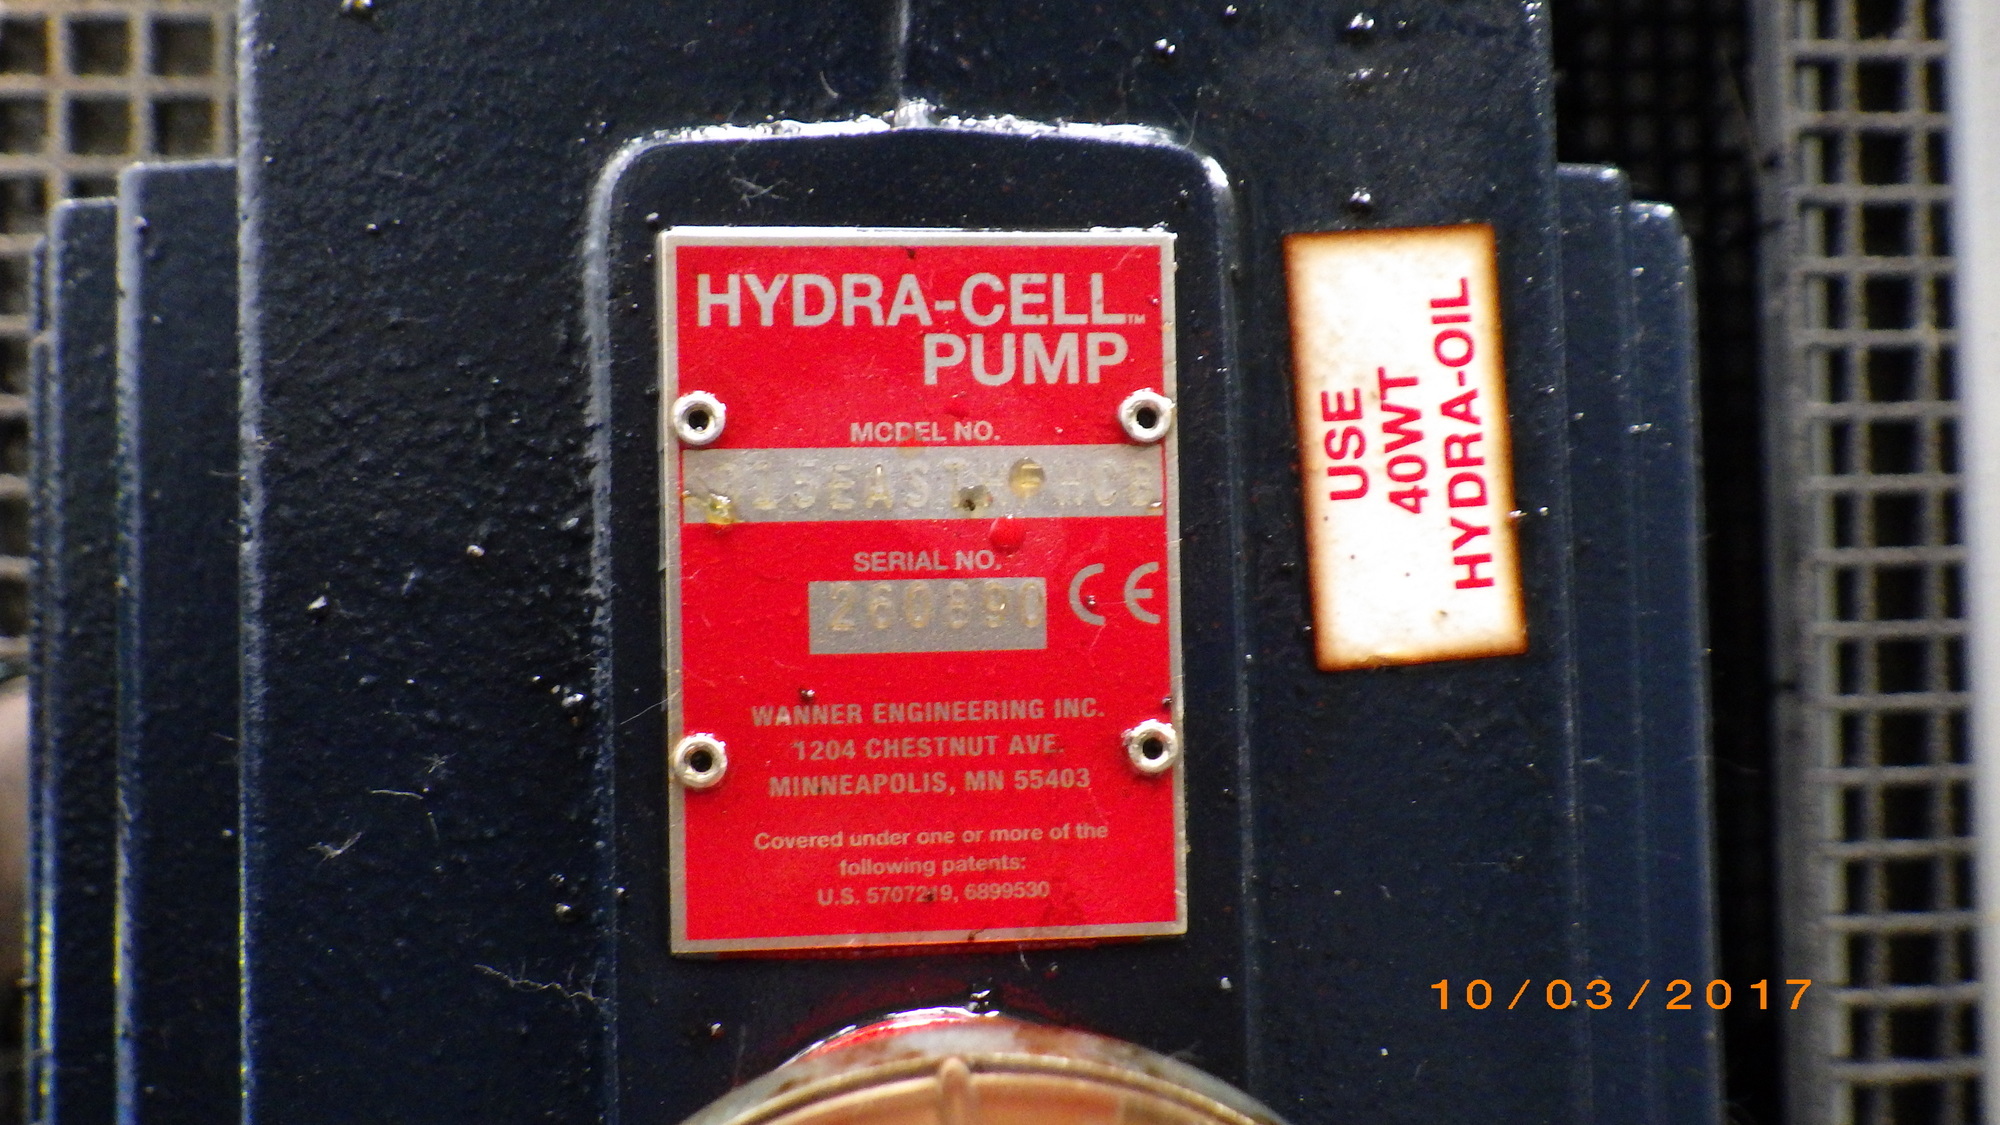 HYDRA-CELL™
PUMP
MODEL NO.
SERIAL NO.
260890
CE
WANNER ENGINEERING INC.
1204 CHESTNUT AVE.
MINNEAPOLIS, MN 55403
Covered under one or more of the
following patents:
U.S. 5707219, 6899530
USE
40WT
HYDRA-OIL
10/03/2017